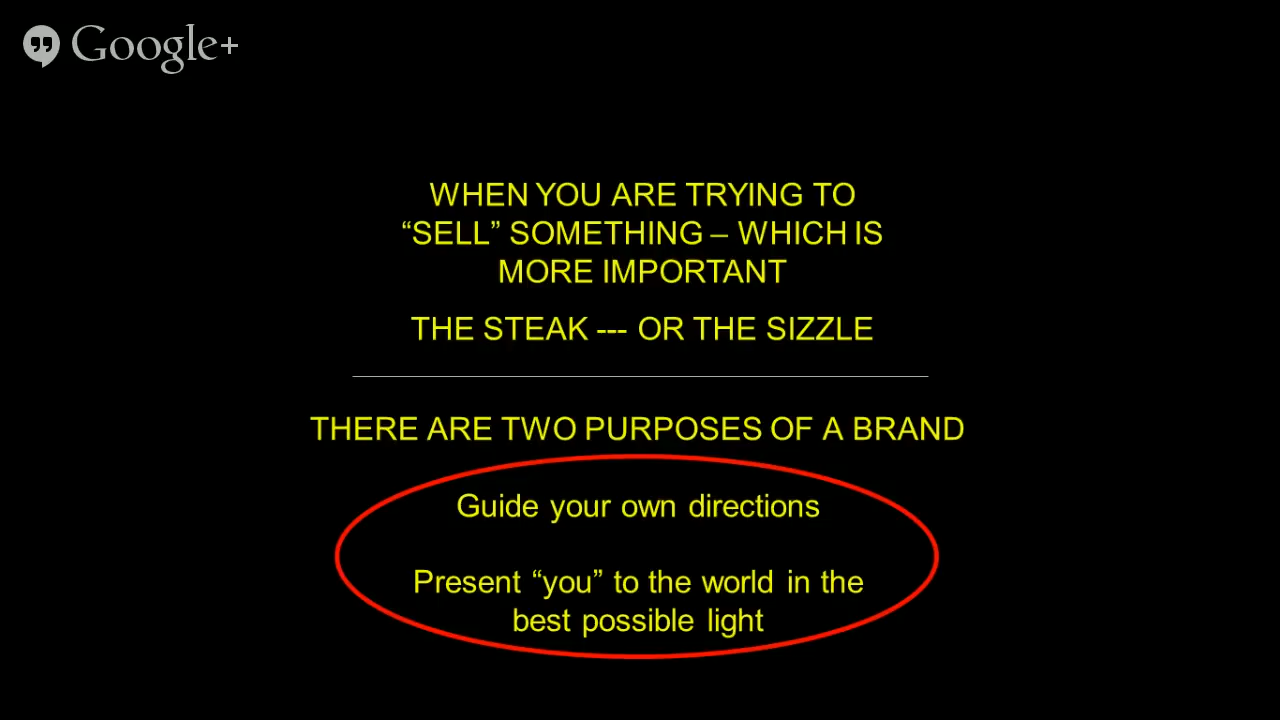 Google+
WHEN YOU ARE TRYING TO
“SELL” SOMETHING – WHICH IS
MORE IMPORTANT
THE STEAK --- OR THE SIZZLE
THERE ARE TWO PURPOSES OF A BRAND
Guide your own directions
Present “you” to the world in the
best possible light